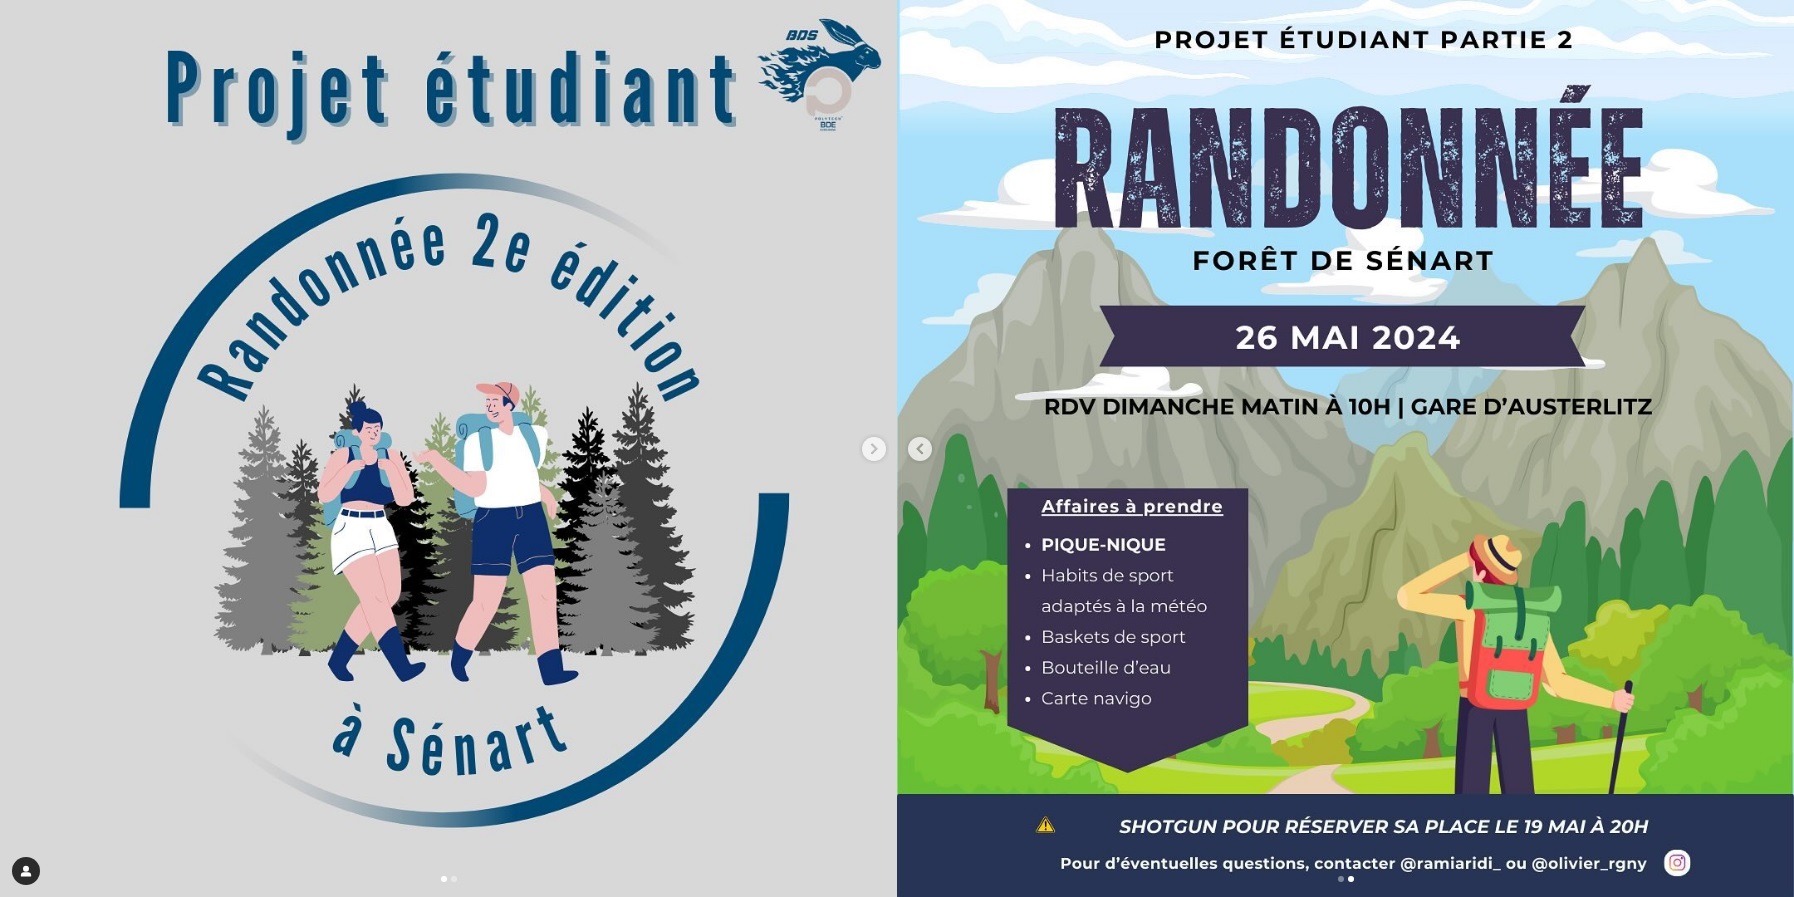 Projet étudiant
BDS
POLYTECH
BDE
Randonnée 2e édition
à Sénart
PROJET ÉTUDIANT PARTIE 2
RANDONNÉE
FORÊT DE SÉNART
26 MAI 2024
RDV DIMANCHE MATIN À 10H | GARE D’AUSTERLITZ
Affaires à prendre
• PIQUE-NIQUE
• Habits de sport
adaptés à la météo
• Baskets de sport
• Bouteille d’eau
• Carte navigo
SHOTGUN POUR RÉSERVER SA PLACE LE 19 MAI À 20H
Pour d’éventuelles questions, contacter @ramiaridi_ ou @olivier_rgny